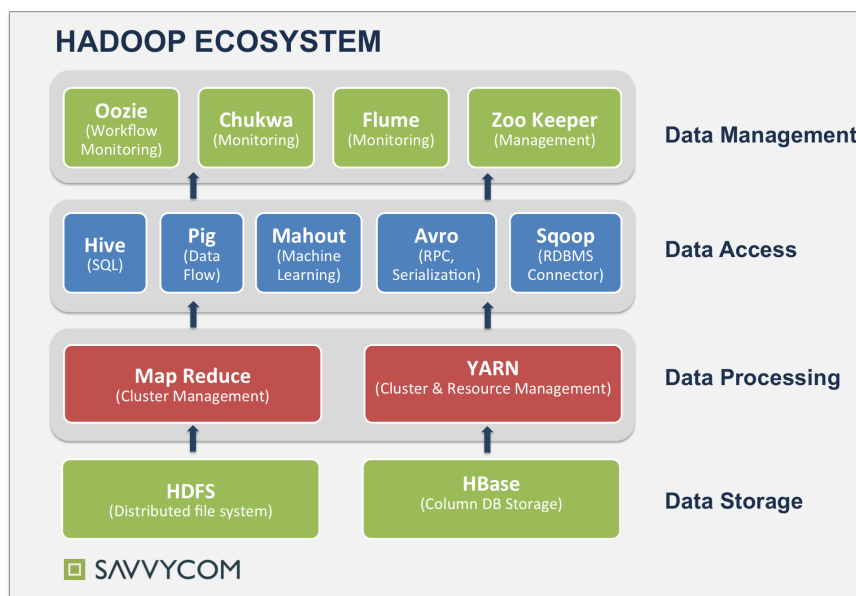 HADOOP ECOSYSTEM
Oozie
(Workflow
Monitoring)
Chukwa
(Monitoring)
Flume
(Monitoring)
Zoo Keeper
(Management)
Data Management
Hive
(SQL)
Pig
(Data
Flow)
Mahout
(Machine
Learning)
Avro
(RPC,
Serialization)
Sqoop
(RDBMS
Connector)
Data Access
Map Reduce
(Cluster Management)
YARN
(Cluster & Resource Management)
Data Processing
HDFS
(Distributed file system)
HBase
(Column DB Storage)
Data Storage
SAVVYCOM